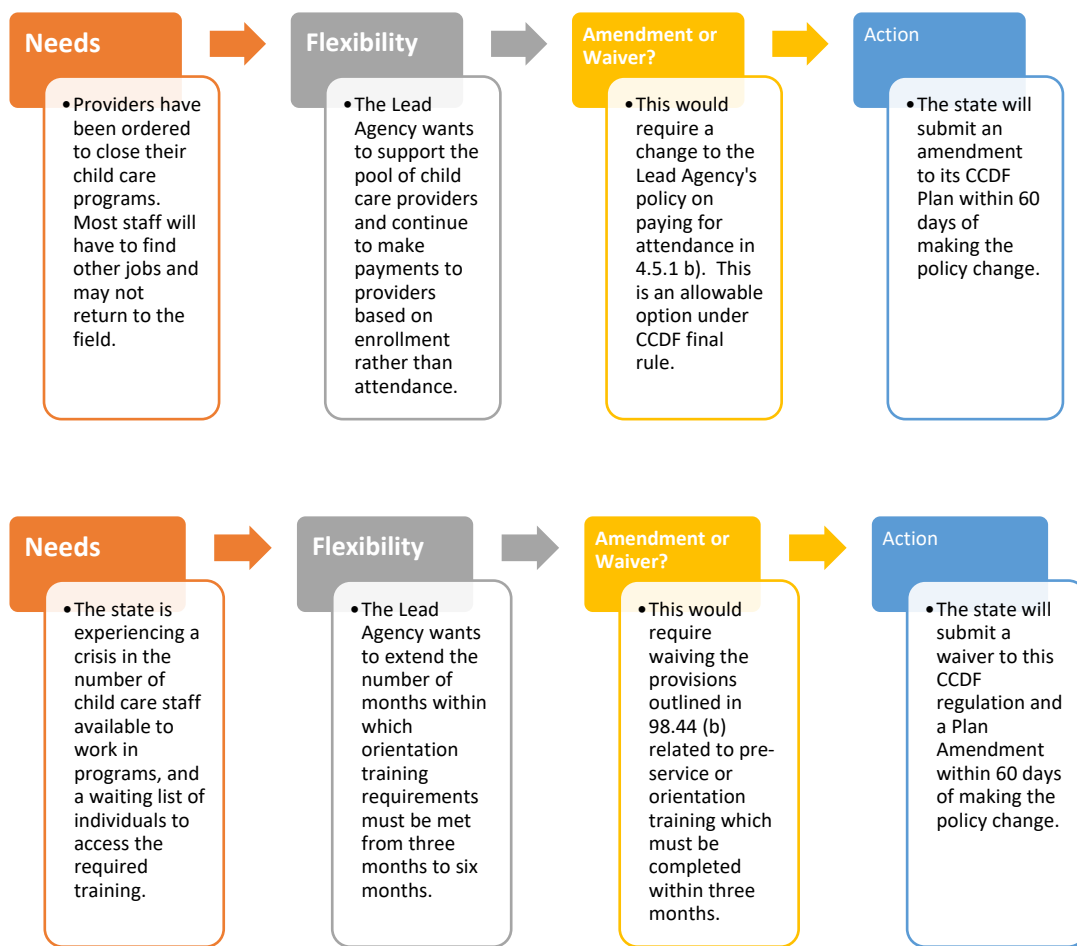 Needs
•Providers have
been ordered
to close their
child care
programs.
Most staff will
have to find
other jobs and
may not
return to the
field.
Flexibility
•The Lead
Agency wants
to support the
pool of child
care providers
and continue
to make
payments to
providers
based on
enrollment
rather than
attendance.
Amendment or
Waiver?
•This would
require a
change to the
Lead Agency's
policy on
paying for
attendance in
4.5.1 b).  This
is an allowable
option under
CCDF final
rule.
Action
•The state will
submit an
amendment
to its CCDF
Plan within 60
days of
making the
policy change.
Needs
•The state is
experiencing a
crisis in the
number of
child care staff
available to
work in
programs, and
a waiting list of
individuals to
access the
required
training.
Flexibility
•The Lead
Agency wants
to extend the
number of
months within
which
orientation
training
requirements
must be met
from three
months to six
months.
Amendment or
Waiver?
•This would
require
waiving the
provisions
outlined in
98.44 (b)
related to pre-
service or
orientation
training which
must be
completed
within three
months.
Action
•The state will
submit a
waiver to this
CCDF
regulation and
a Plan
Amendment
within 60 days
of making the
policy change.